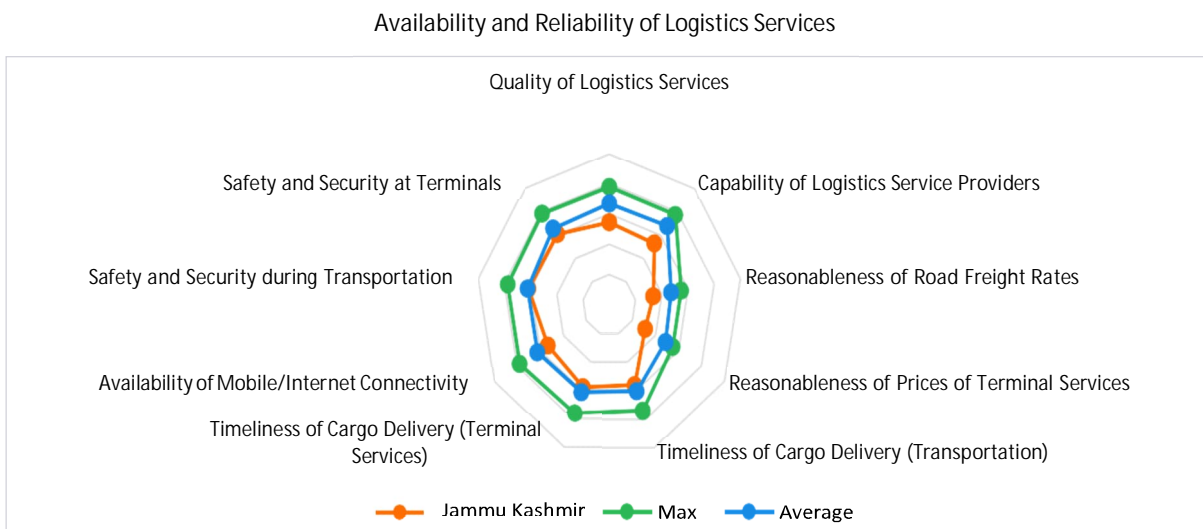 Availability and Reliability of Logistics Services
Quality of Logistics Services
Safety and Security at Terminals
Capability of Logistics Service Providers
Safety and Security during Transportation
Reasonableness of Road Freight Rates
Availability of Mobile/Internet Connectivity
Reasonableness of Prices of Terminal Services
Timeliness of Cargo Delivery (Terminal
Services)
Timeliness of Cargo Delivery (Transportation)
Jammu Kashmir
Max
Average